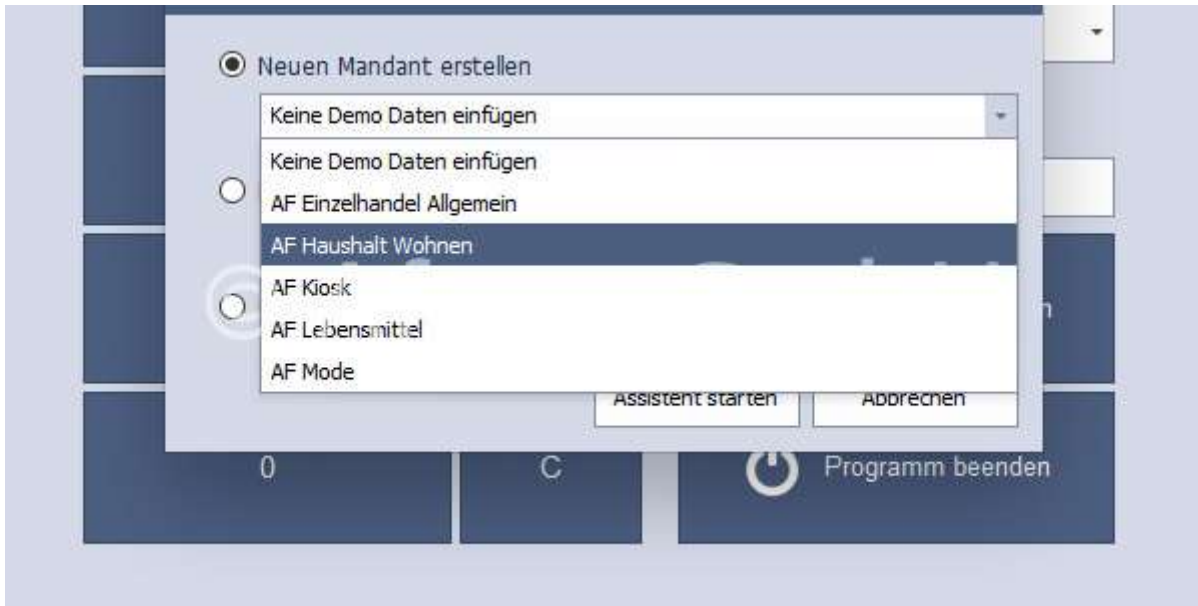 Neuen Mandant erstellen
Keine Demo Daten einfügen
Keine Demo Daten einfügen
AF Einzelhandel Allgemein
AF Haushalt Wohnen
AF Kiosk
AF Lebensmittel
AF Mode
Assistent starten Abbrechen
0 C Programm beenden